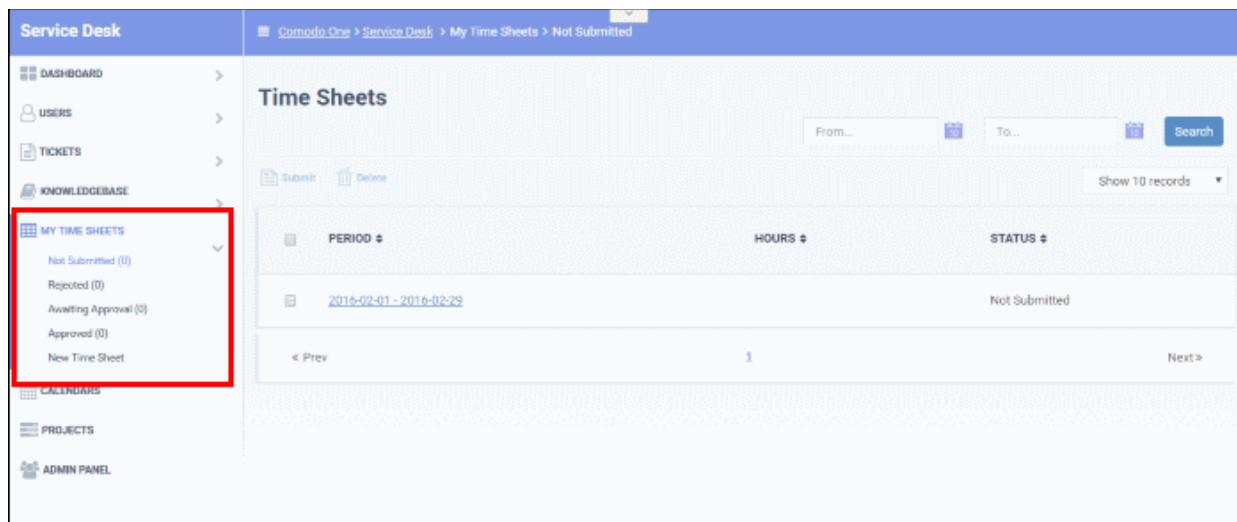 Service Desk
Comodo One > Service Desk > My Time Sheets > Not Submitted
DASHBOARD
USERS
TICKETS
KNOWLEDGEBASE
MY TIME SHEETS
Not Submitted (0)
Rejected (0)
Awaiting Approval (0)
Approved (0)
New Time Sheet
CALENDARS
PROJECTS
ADMIN PANEL
Time Sheets
From... 10 To... 10 Search
Submit Delete Show 10 records
PERIOD HOURS STATUS
2016-02-01 - 2016-02-29 Not Submitted
« Prev 1 Next »